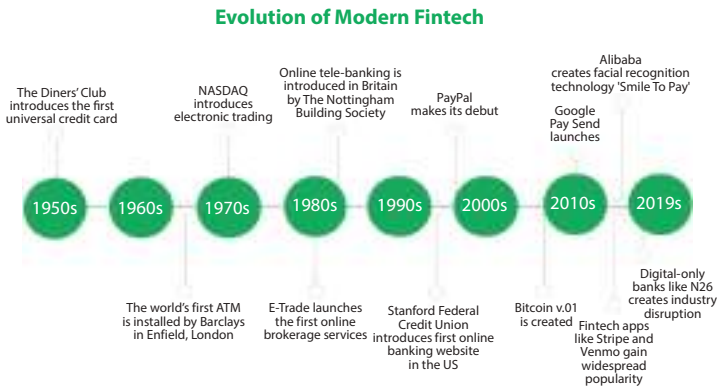 Evolution of Modern Fintech
The Diners' Club
introduces the first
universal credit card
NASDAQ
introduces
electronic trading
Online tele-banking is
introduced in Britain
by The Nottingham
Building Society
PayPal
makes its debut
Google
Pay Send
launches
Alibaba
creates facial recognition
technology 'Smile To Pay'
1950s
1960s
1970s
1980s
1990s
2000s
2010s
2019s
The world's first ATM
is installed by Barclays
in Enfield, London
E-Trade launches
the first online
brokerage services
Stanford Federal
Credit Union
introduces first online
banking website
in the US
Bitcoin v.01
is created
Fintech apps
like Stripe and
Venmo gain
widespread
popularity
Digital-only
banks like N26
creates industry
disruption